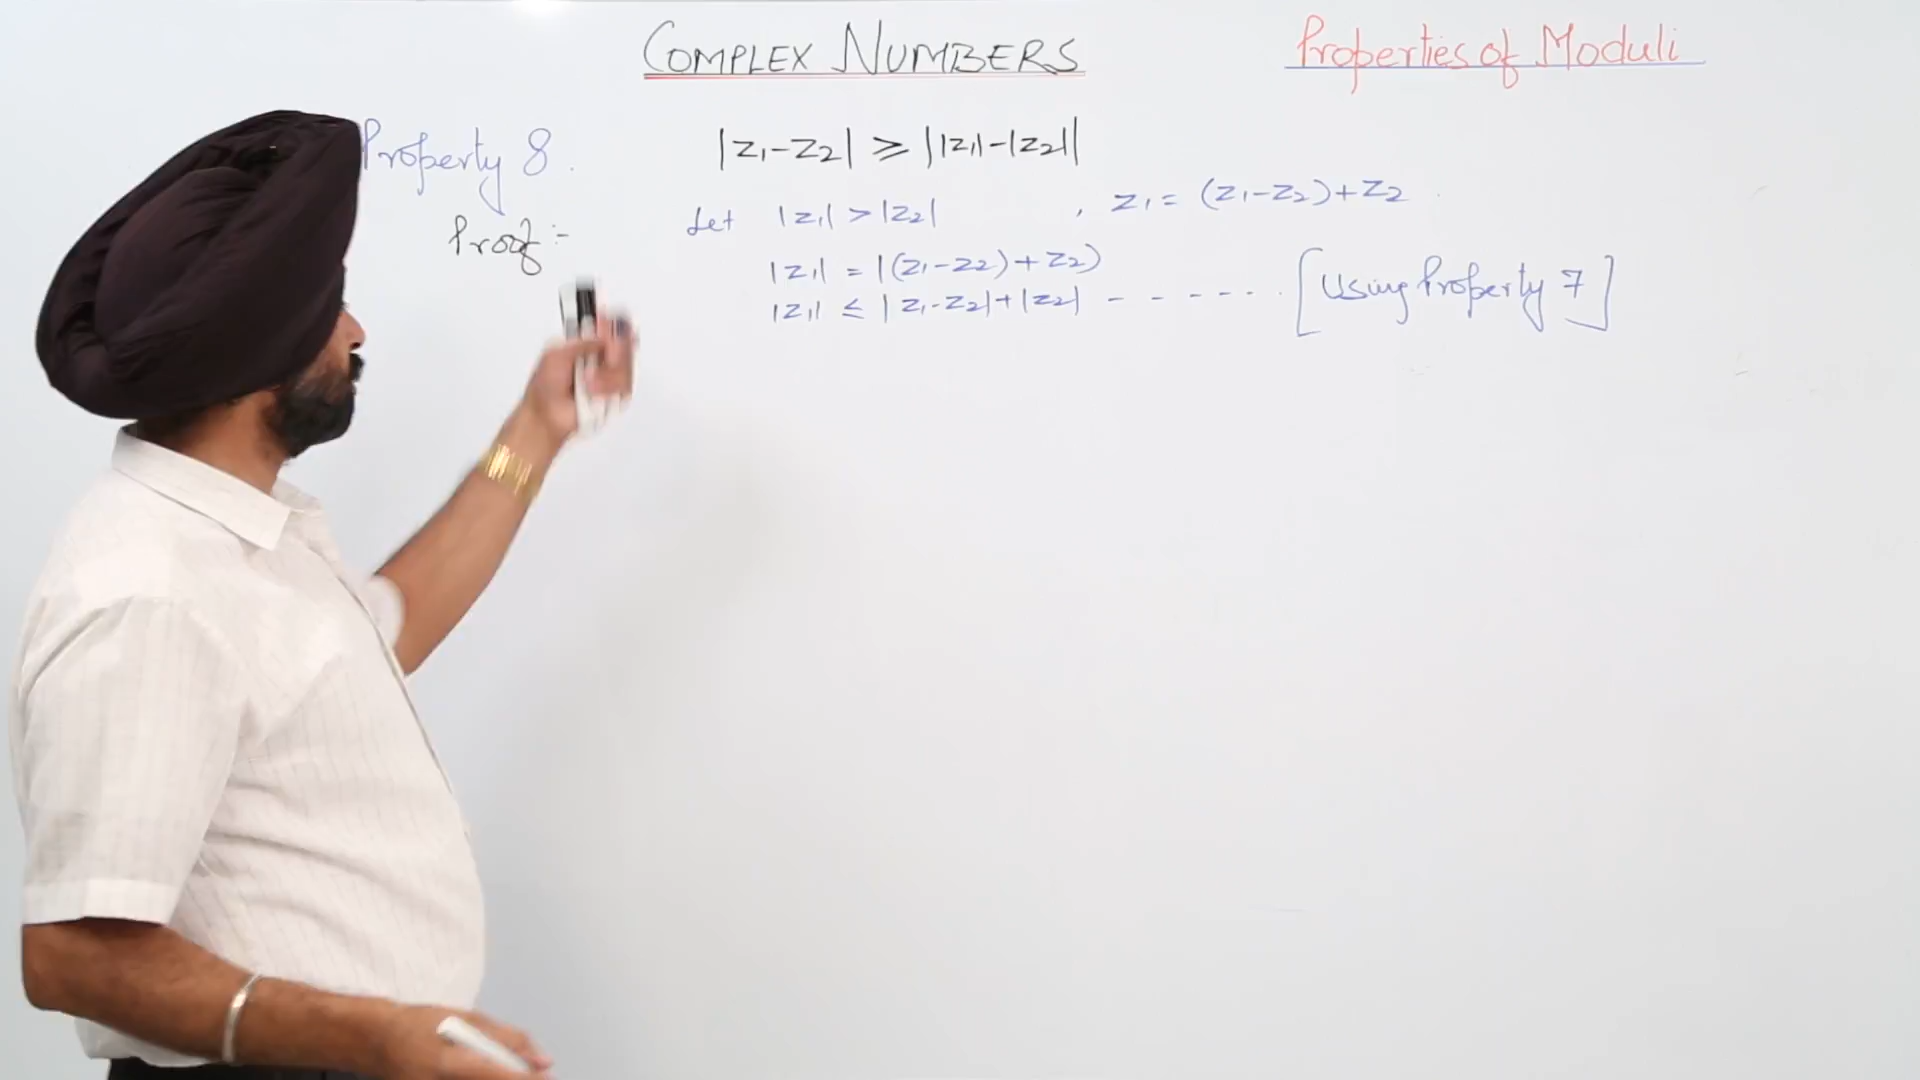 COMPLEX NUMBERS
Properties of Moduli
Property 8.
|z₁-z₂| ≥ ||z₁|-|z₂||
Proof :-
Let |z₁| > |z₂| , z₁ = (z₁-z₂)+z₂
|z₁| = |(z₁-z₂)+z₂)
|z₁| ≤ |z₁-z₂|+|z₂| - - - - - - [Using Property 7]